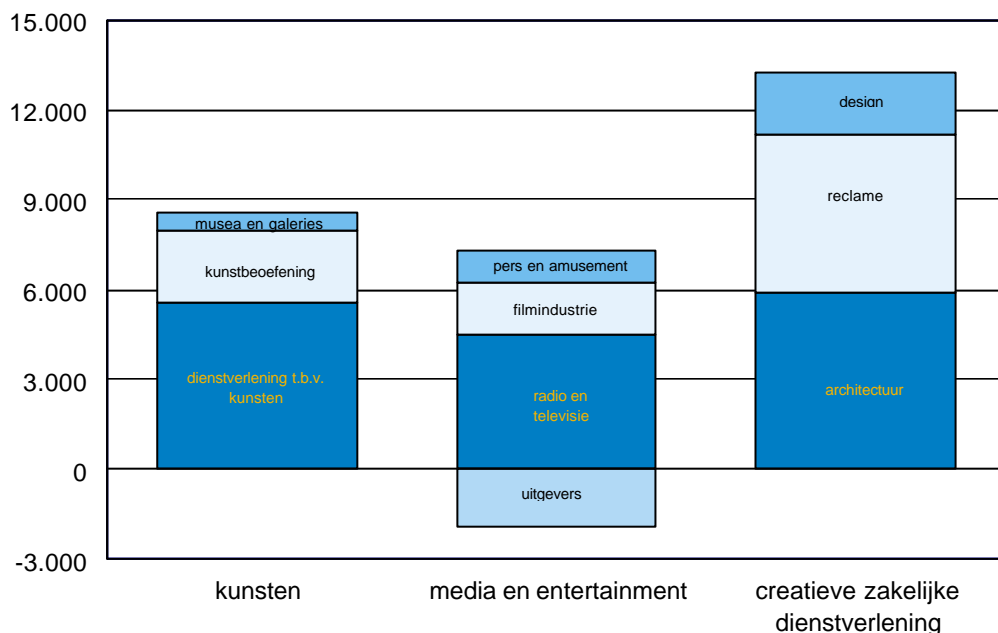 15.000
12.000
9.000
6.000
3.000
0
-3.000
musea en galeries
kunstbeoefening
dienstverlening t.b.v.
kunsten
pers en amusement
filmindustrie
radio en
televisie
uitgevers
design
reclame
architectuur
kunsten
media en entertainment
creatieve zakelijke
dienstverlening